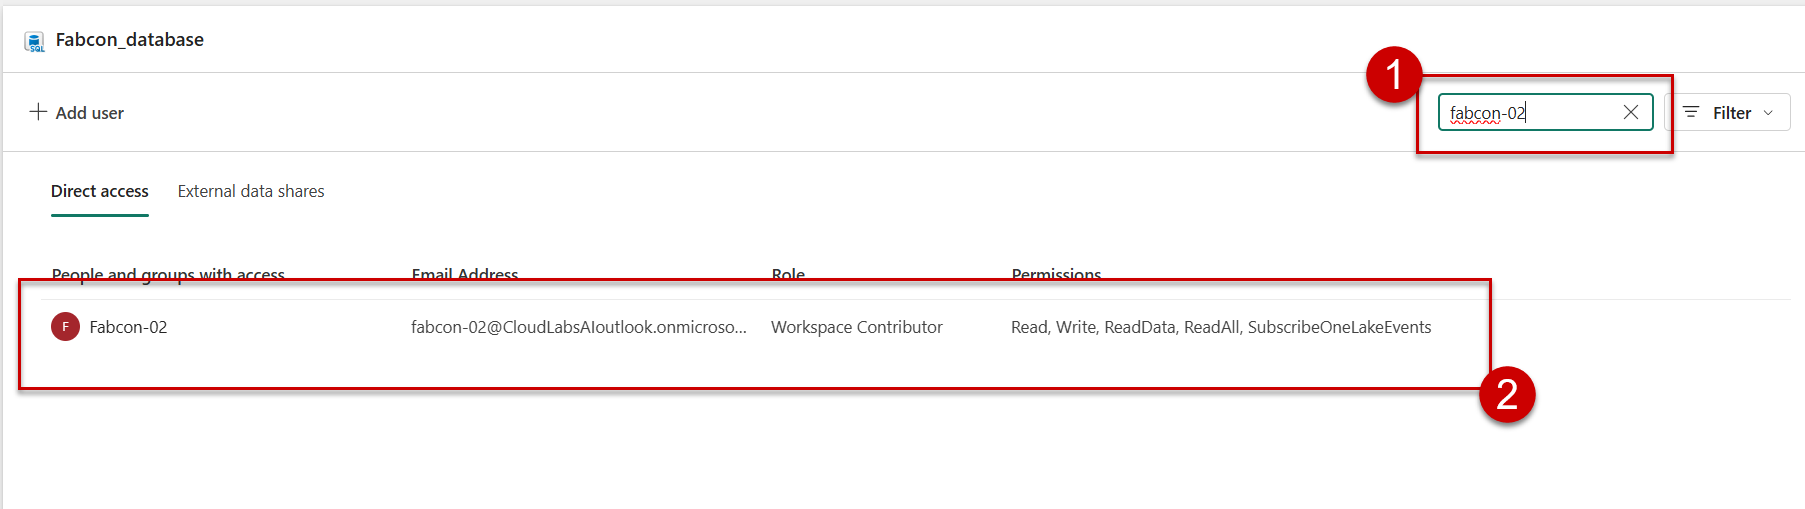 SQL
Fabcon_database
1
Add user
fabcon-02
Filter
Direct access
External data shares
People and groups with access
Email Address
Role
Permissions
F
Fabcon-02
fabcon-02@CloudLabsAIoutlook.onmicroso...
Workspace Contributor
Read, Write, ReadData, ReadAll, SubscribeOneLakeEvents
2